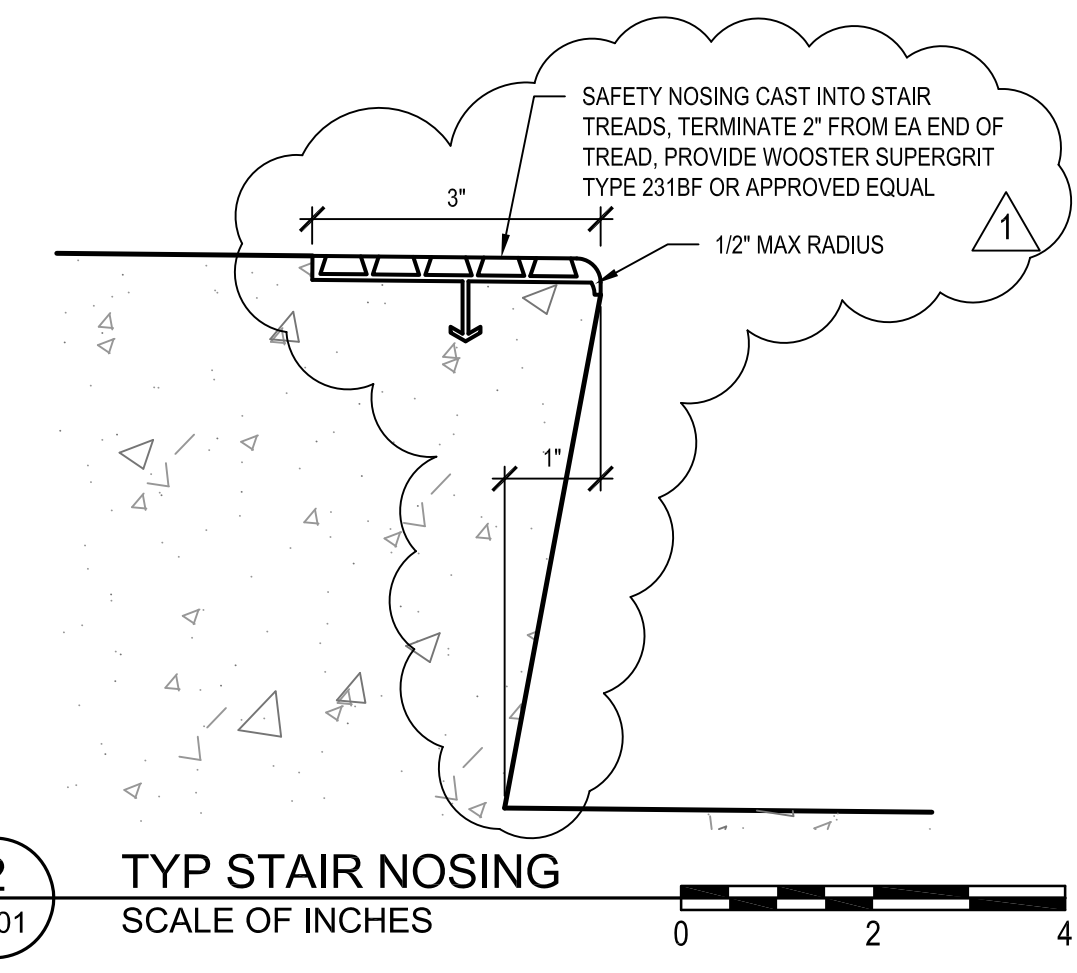 SAFETY NOSING CAST INTO STAIR
TREADS, TERMINATE 2" FROM EA END OF
TREAD, PROVIDE WOOSTER SUPERGRIT
TYPE 231BF OR APPROVED EQUAL
1
3"
1/2" MAX RADIUS
1"
TYP STAIR NOSING
SCALE OF INCHES
0 2 4